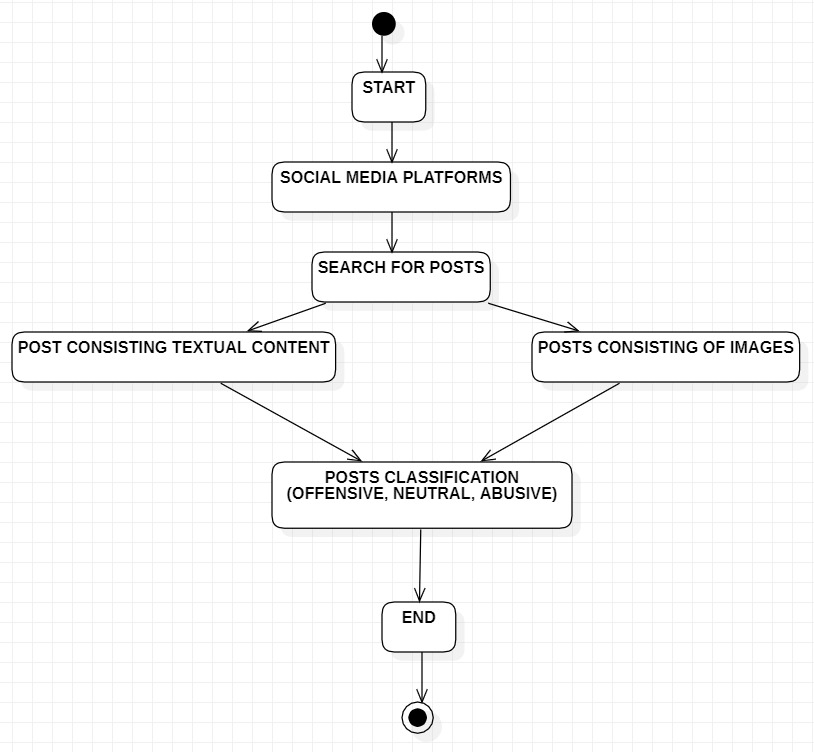 START
SOCIAL MEDIA PLATFORMS
SEARCH FOR POSTS
POST CONSISTING TEXTUAL CONTENT
POSTS CONSISTING OF IMAGES
POSTS CLASSIFICATION
(OFFENSIVE, NEUTRAL, ABUSIVE)
END